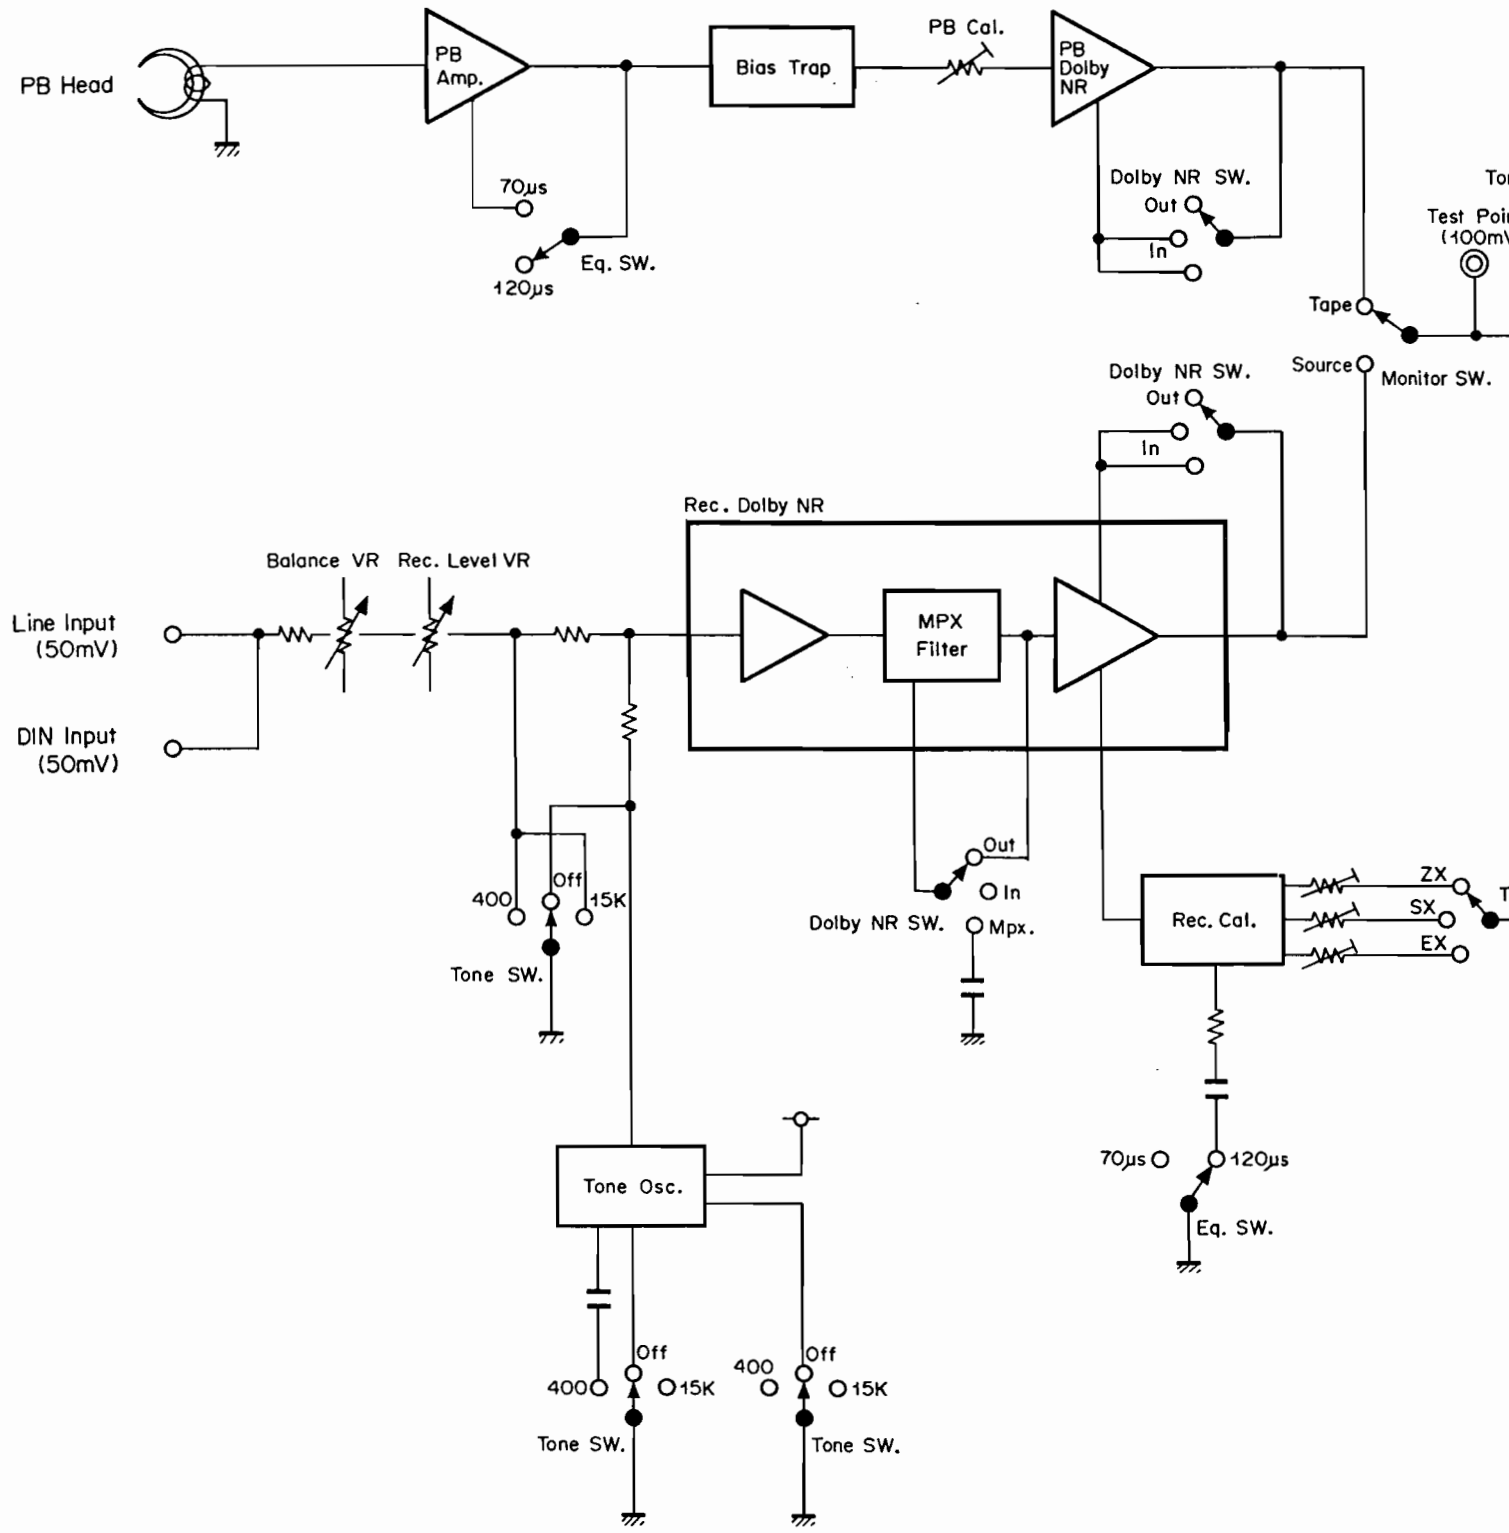 PB Cal.
PB
Amp.
Bias Trap
PB
Dolby
NR
PB Head
70µs
Eq. SW.
120µs
Dolby NR SW.
Out
In
Test
(100mV
Tape
Source
Monitor SW.
Dolby NR SW.
Out
In
Rec. Dolby NR
Balance VR
Rec. Level VR
Line Input
(50mV)
MPX
Filter
DIN Input
(50mV)
400
Off
15K
Tone SW.
Out
In
Dolby NR SW.
Mpx.
Rec. Cal.
ZX
SX
EX
Tone Osc.
70µs
120µs
Eq. SW.
400
Off
15K
Tone SW.
400
Off
15K
Tone SW.